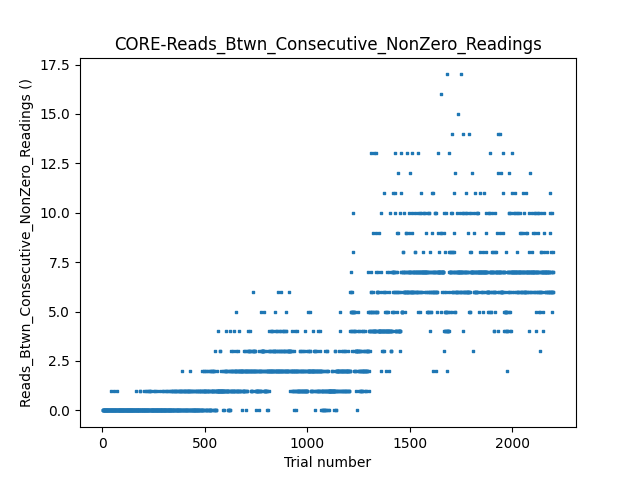 CORE-Reads_Btwn_Consecutive_NonZero_Readings
17.5
15.0
12.5
10.0
7.5
5.0
2.5
0.0
Reads_Btwn_Consecutive_NonZero_Readings ()
0 500 1000 1500 2000
Trial number